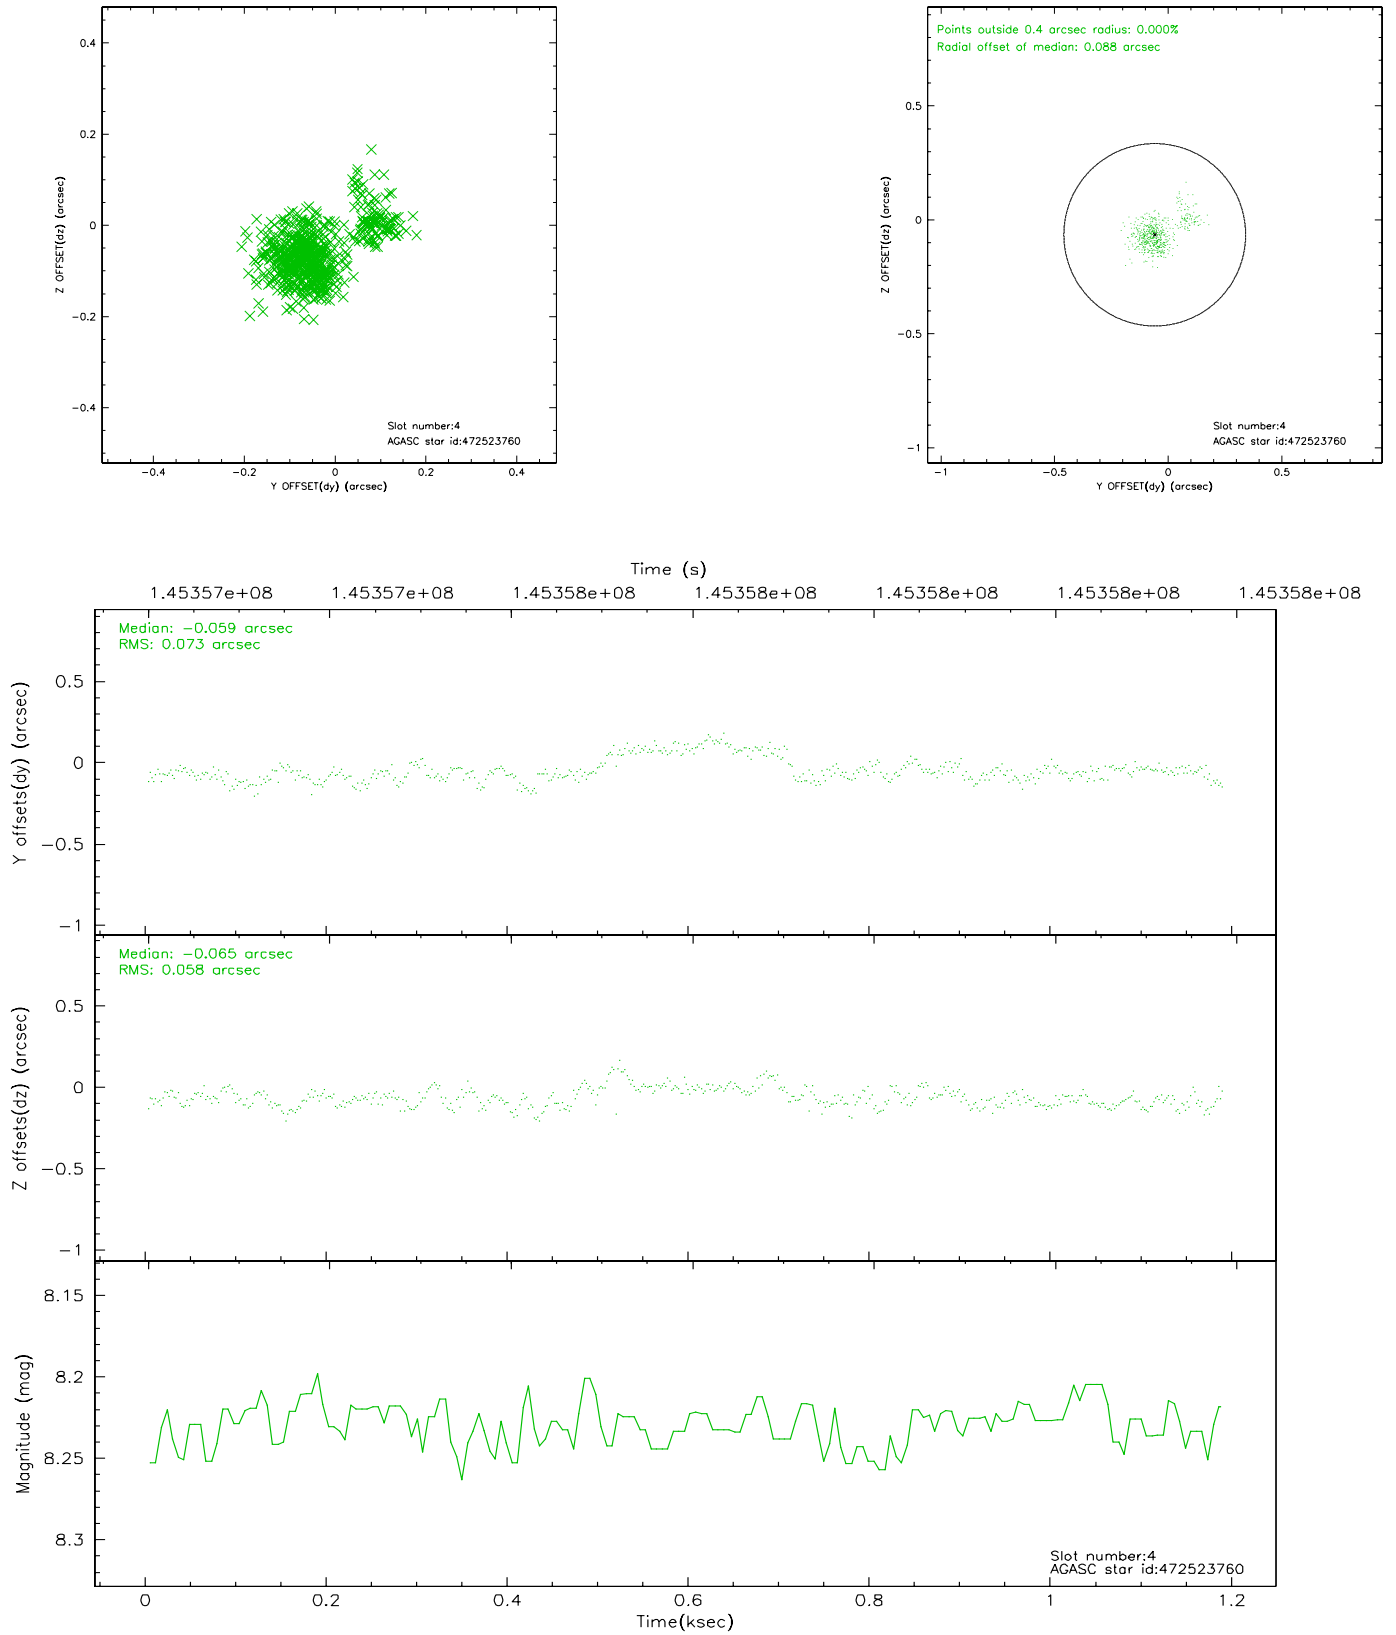 0.4
0.2
0
−0.2
−0.4
Z OFFSET(dz) (arcsec)
−0.4 −0.2 0 0.2 0.4
Y OFFSET(dy) (arcsec)
Slot number:4
AGASC star id:472523760
Points outside 0.4 arcsec radius: 0.000%
Radial offset of median: 0.088 arcsec
0.5
0
−0.5
−1
Z OFFSET(dz) (arcsec)
−1 −0.5 0 0.5
Y OFFSET(dy) (arcsec)
Slot number:4
AGASC star id:472523760
Time (s)
1.45357e+08 1.45357e+08 1.45358e+08 1.45358e+08 1.45358e+08 1.45358e+08 1.45358e+08
Median: −0.059 arcsec
RMS: 0.073 arcsec
0.5
0
−0.5
−1
Y offsets(dy) (arcsec)
Median: −0.065 arcsec
RMS: 0.058 arcsec
0.5
0
−0.5
−1
Z offsets(dz) (arcsec)
8.15
8.2
8.25
8.3
Magnitude (mag)
Slot number:4
AGASC star id:472523760
0 0.2 0.4 0.6 0.8 1 1.2
Time(ksec)